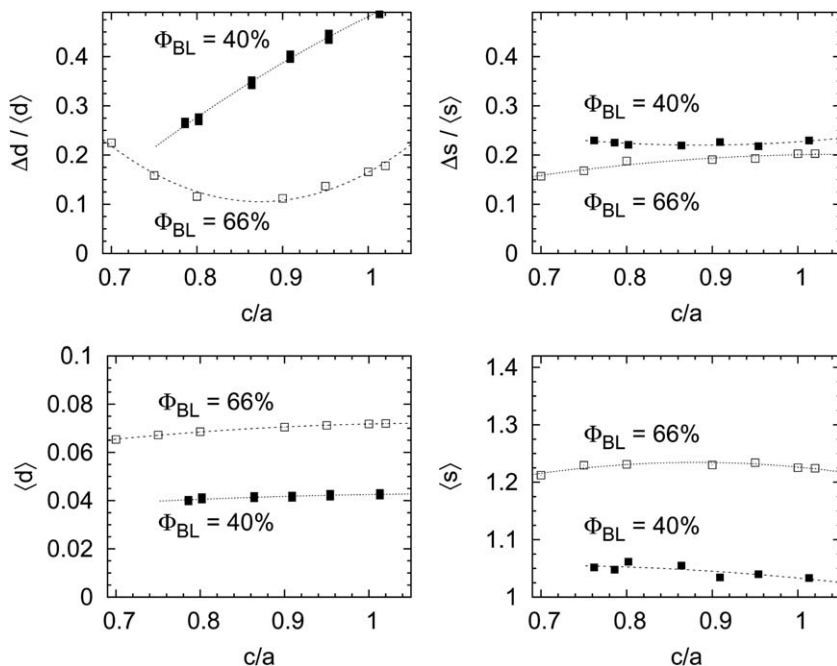 Δd / ⟨d⟩
0.4
0.3
0.2
0.1
0
Φ_BL = 40%
Φ_BL = 66%
0.7 0.8 0.9 1
c/a
Δs / ⟨s⟩
0.4
0.3
0.2
0.1
0
Φ_BL = 40%
Φ_BL = 66%
0.7 0.8 0.9 1
c/a
⟨d⟩
0.1
0.08
0.06
0.04
0.02
0
Φ_BL = 66%
Φ_BL = 40%
0.7 0.8 0.9 1
c/a
⟨s⟩
1.4
1.3
1.2
1.1
1
Φ_BL = 66%
Φ_BL = 40%
0.7 0.8 0.9 1
c/a